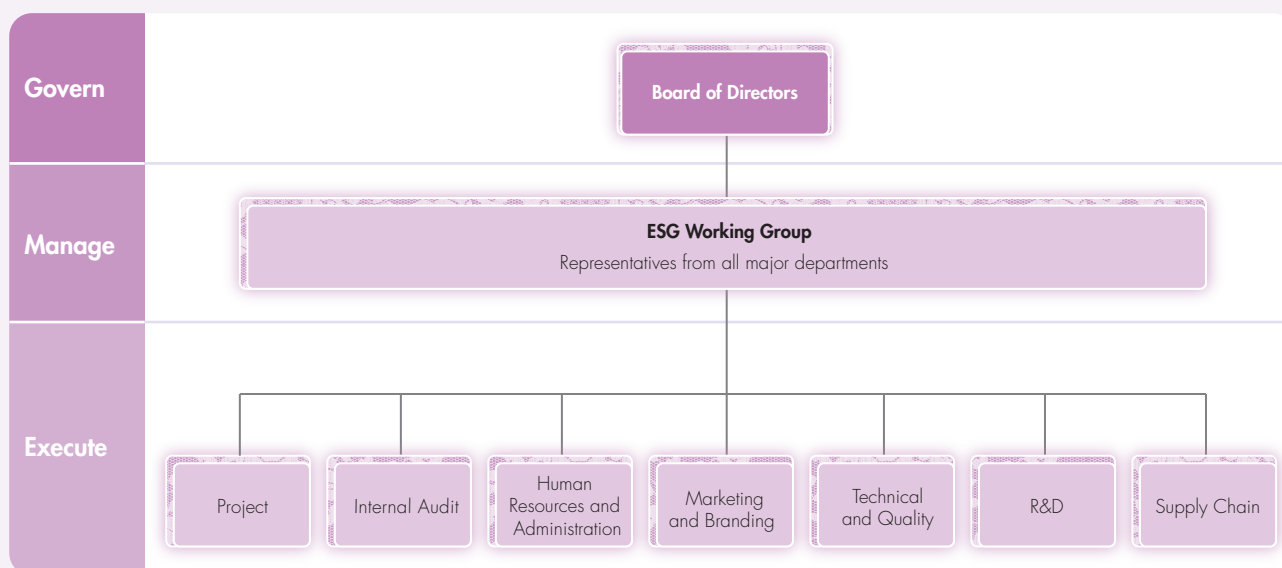 Govern
Board of Directors
Manage
ESG Working Group
Representatives from all major departments
Execute
Project
Internal Audit
Human
Resources and
Administration
Marketing
and Branding
Technical
and Quality
R&D
Supply Chain